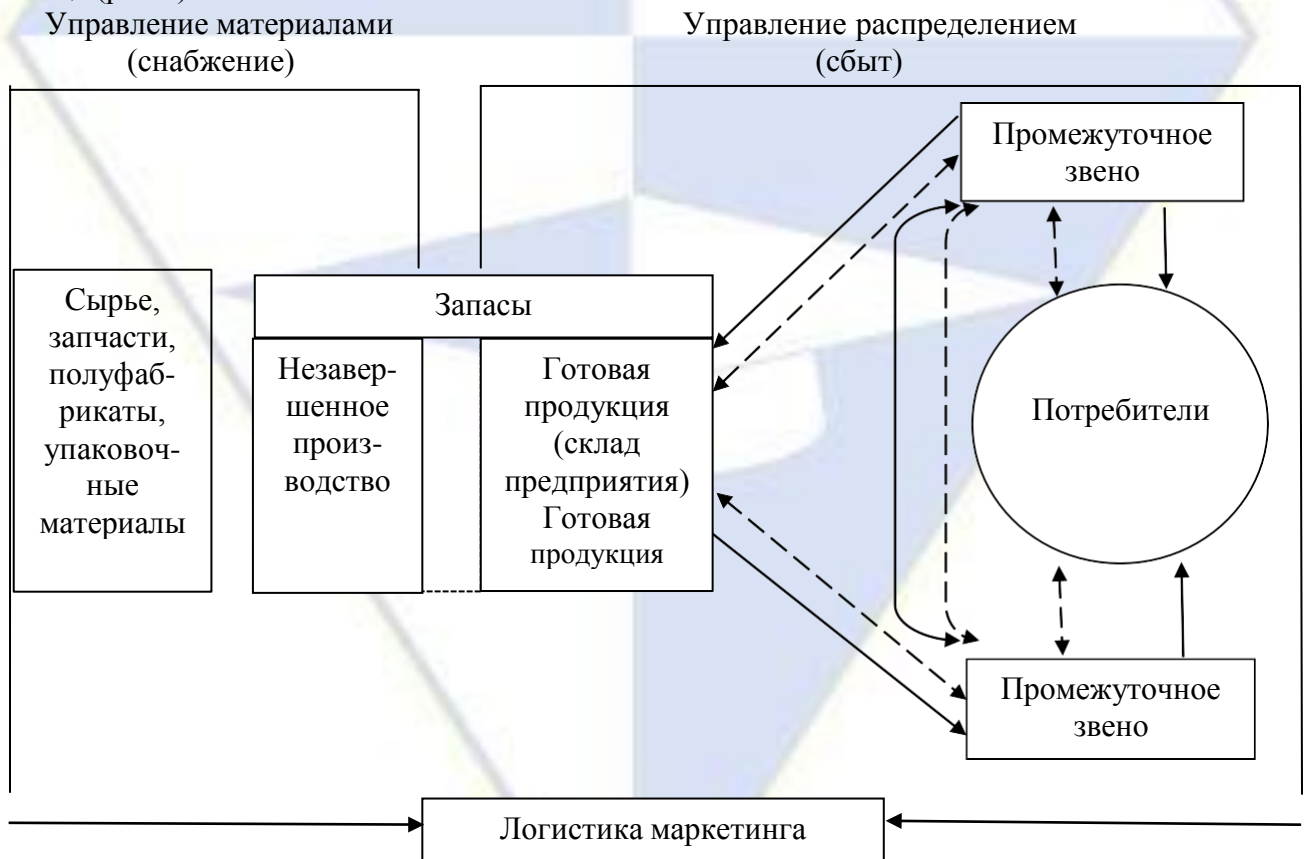 Управление материалами
(снабжение)
Управление распределением
(сбыт)
Промежуточное
звено
Сырье,
запчасти,
полуфаб-
рикаты,
упаковоч-
ные
материалы
Запасы
Незавер-
шенное
произ-
водство
Готовая
продукция
(склад
предприятия)
Готовая
продукция
Потребители
Промежуточное
звено
Логистика маркетинга